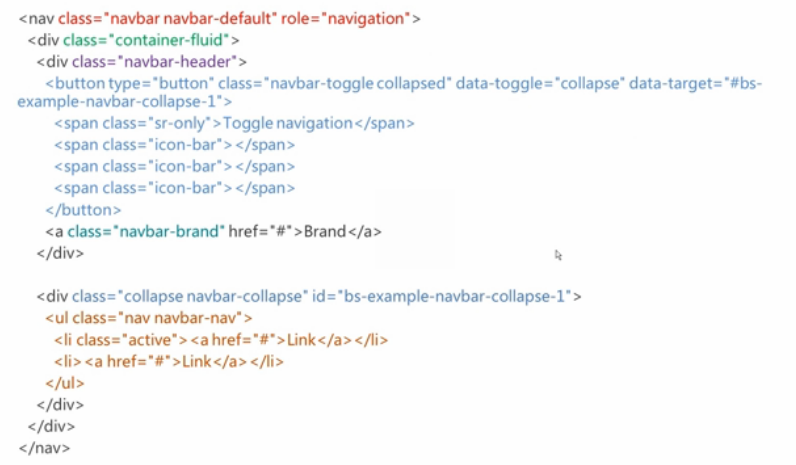 <nav class="navbar navbar-default" role="navigation">
<div class="container-fluid">
<div class="navbar-header">
<button type="button" class="navbar-toggle collapsed" data-toggle="collapse" data-target="#bs-
example-navbar-collapse-1">
<span class="sr-only">Toggle navigation</span>
<span class="icon-bar"></span>
<span class="icon-bar"></span>
<span class="icon-bar"></span>
</button>
<a class="navbar-brand" href="#">Brand</a>
</div>
<div class="collapse navbar-collapse" id="bs-example-navbar-collapse-1">
<ul class="nav navbar-nav">
<li class="active"><a href="#">Link</a></li>
<li><a href="#">Link</a></li>
</ul>
</div>
</div>
</nav>